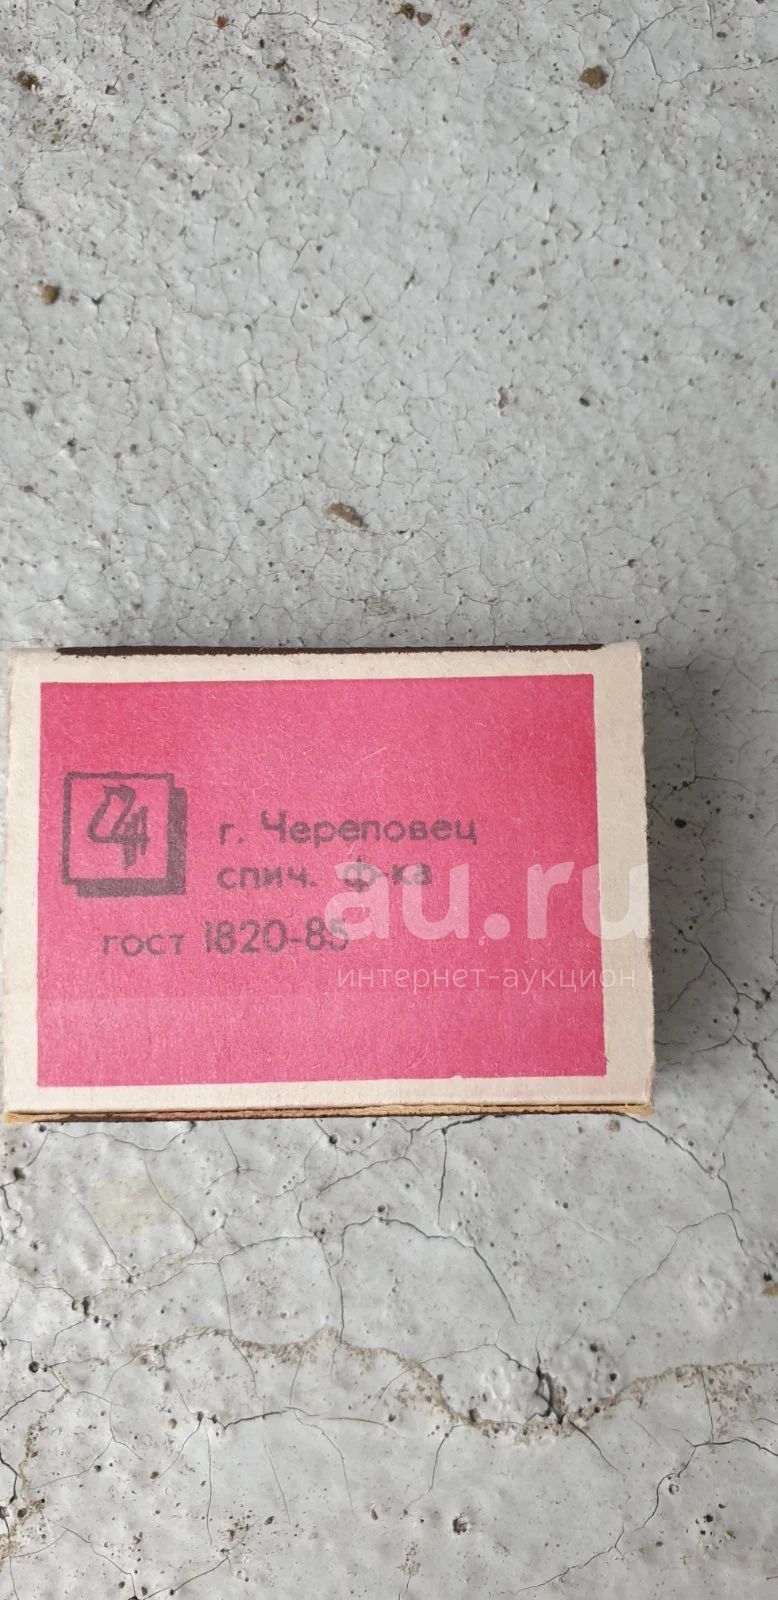 г. Череповец
спич. ф-ка
гост 1820-85
au.ru
интернет-аукцион